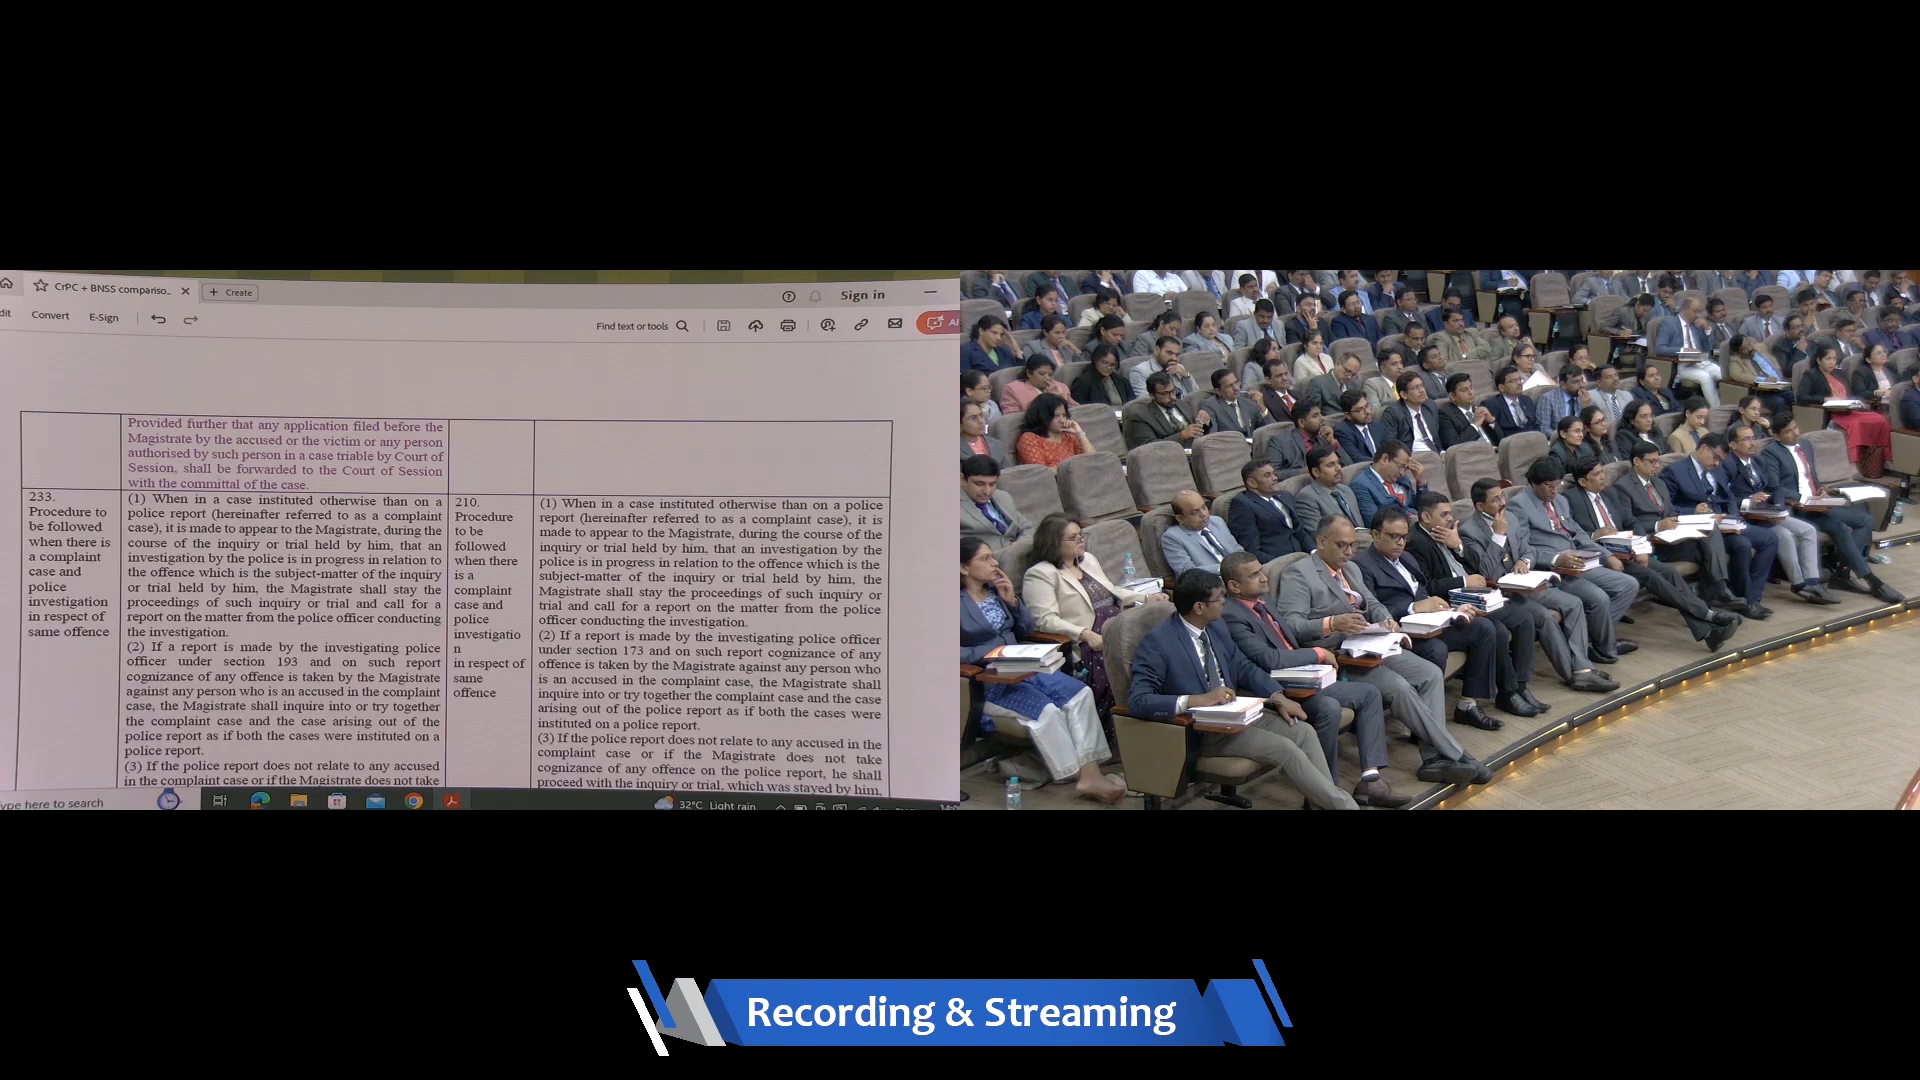 CrPC + BNSS compariso...
Create
Sign in
Convert
E-Sign
Find text or tools
Provided further that any application filed before the
Magistrate by the accused or the victim or any person
authorised by such person in a case triable by Court of
Session, shall be forwarded to the Court of Session
with the committal of the case.
233.
Procedure to
be followed
when there is
a complaint
case and
police
investigation
in respect of
same offence
(1) When in a case instituted otherwise than on a
police report (hereinafter referred to as a complaint
case), it is made to appear to the Magistrate, during the
course of the inquiry or trial held by him, that an
investigation by the police is in progress in relation to
the offence which is the subject-matter of the inquiry
or trial held by him, the Magistrate shall stay the
proceedings of such inquiry or trial and call for a
report on the matter from the police officer conducting
the investigation.
(2) If a report is made by the investigating police
officer under section 193 and on such report
cognizance of any offence is taken by the Magistrate
against any person who is an accused in the complaint
case, the Magistrate shall inquire into or try together
the complaint case and the case arising out of the
police report as if both the cases were instituted on a
police report.
(3) If the police report does not relate to any accused
in the complaint case or if the Magistrate does not take
210.
Procedure
to be
followed
when there
is a
complaint
case and
police
investigatio
n
in respect of
same
offence
(1) When in a case instituted otherwise than on a police
report (hereinafter referred to as a complaint case), it is
made to appear to the Magistrate, during the course of the
inquiry or trial held by him, that an investigation by the
police is in progress in relation to the offence which is the
subject-matter of the inquiry or trial held by him, the
Magistrate shall stay the proceedings of such inquiry or
trial and call for a report on the matter from the police
officer conducting the investigation.
(2) If a report is made by the investigating police officer
under section 173 and on such report cognizance of any
offence is taken by the Magistrate against any person who
is an accused in the complaint case, the Magistrate shall
inquire into or try together the complaint case and the case
arising out of the police report as if both the cases were
instituted on a police report.
(3) If the police report does not relate to any accused in the
complaint case or if the Magistrate does not take
cognizance of any offence on the police report, he shall
proceed with the inquiry or trial, which was stayed by him,
ype here to search
32°C Light rain
Recording & Streaming